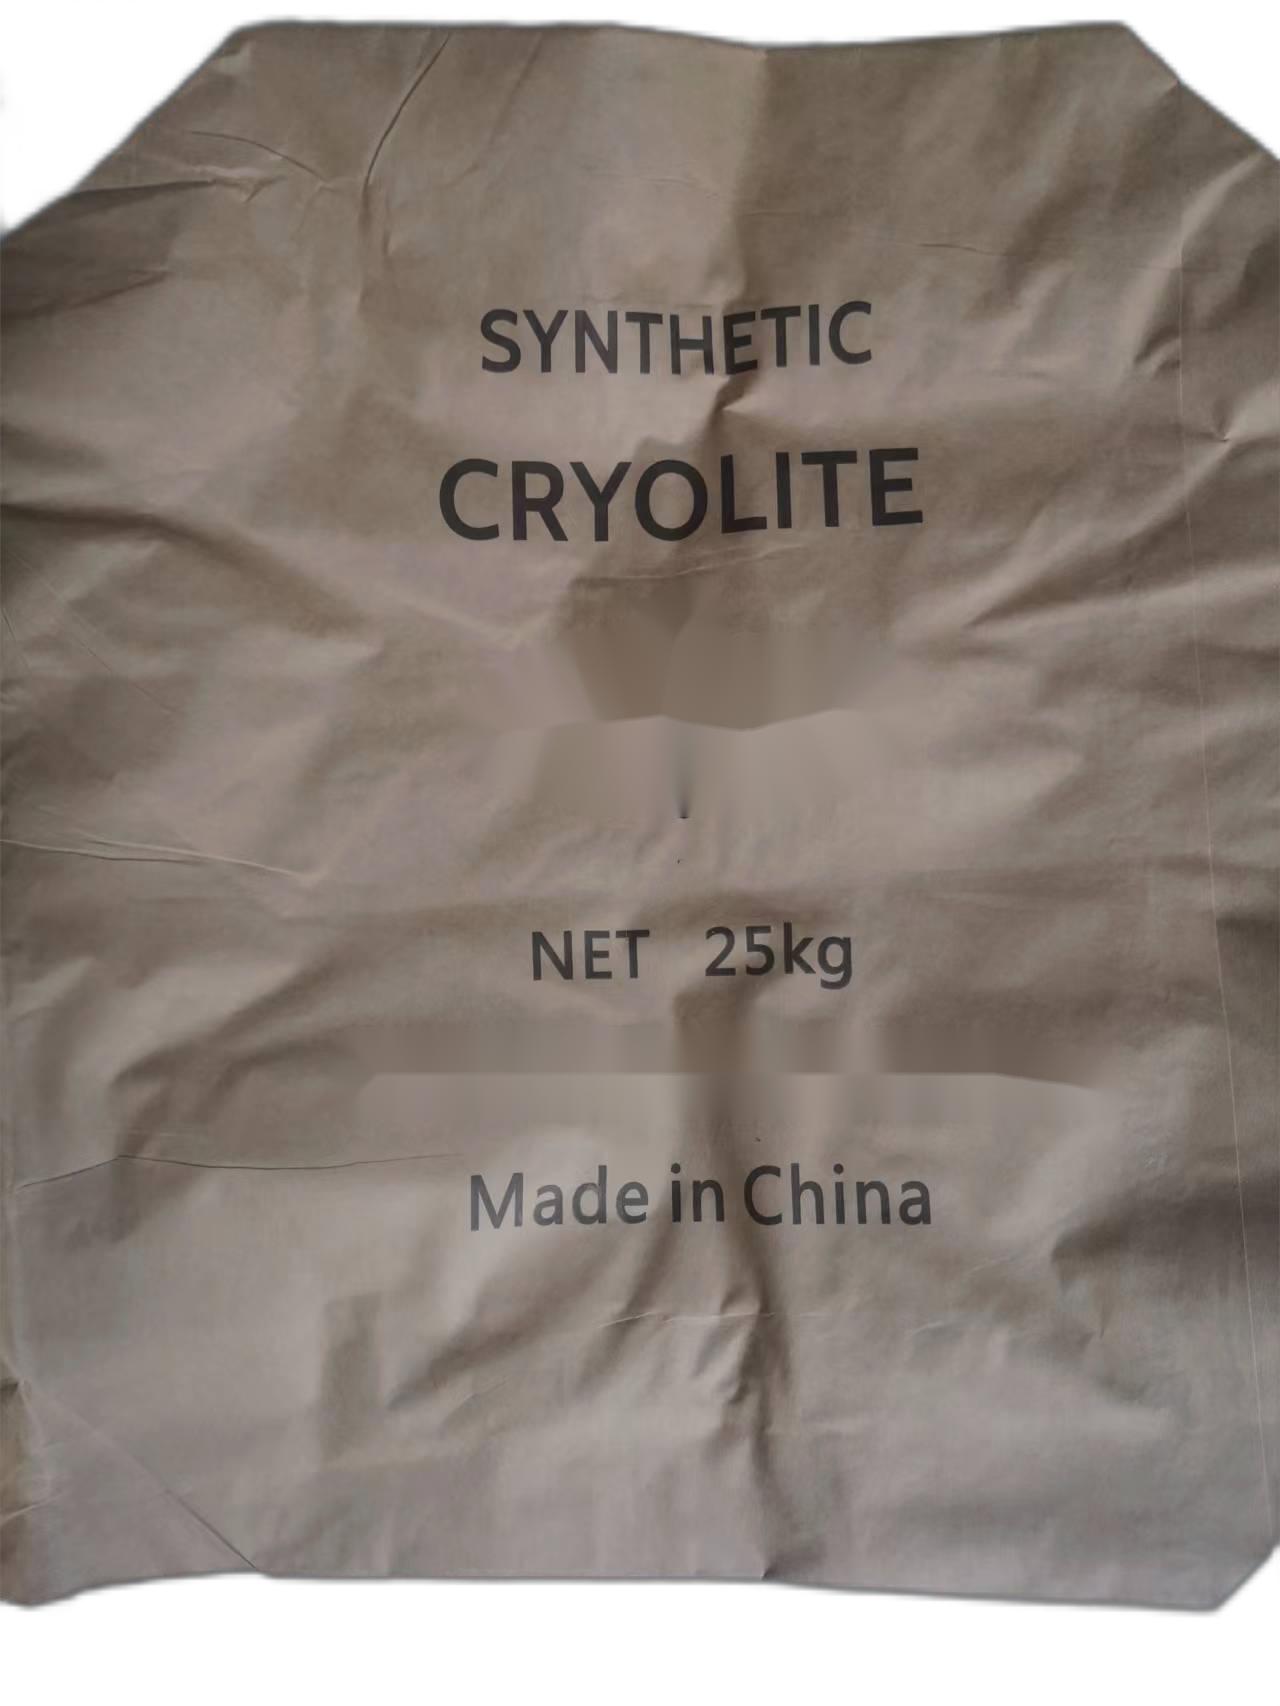 SYNTHETIC
CRYOLITE
NET 25kg
Made in China